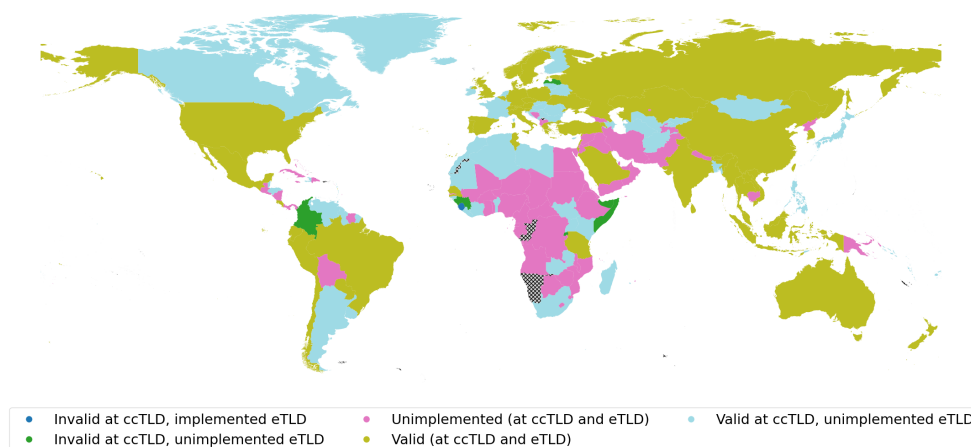 Invalid at ccTLD, implemented eTLD
Invalid at ccTLD, unimplemented eTLD
Unimplemented (at ccTLD and eTLD)
Valid (at ccTLD and eTLD)
Valid at ccTLD, unimplemented eTLD